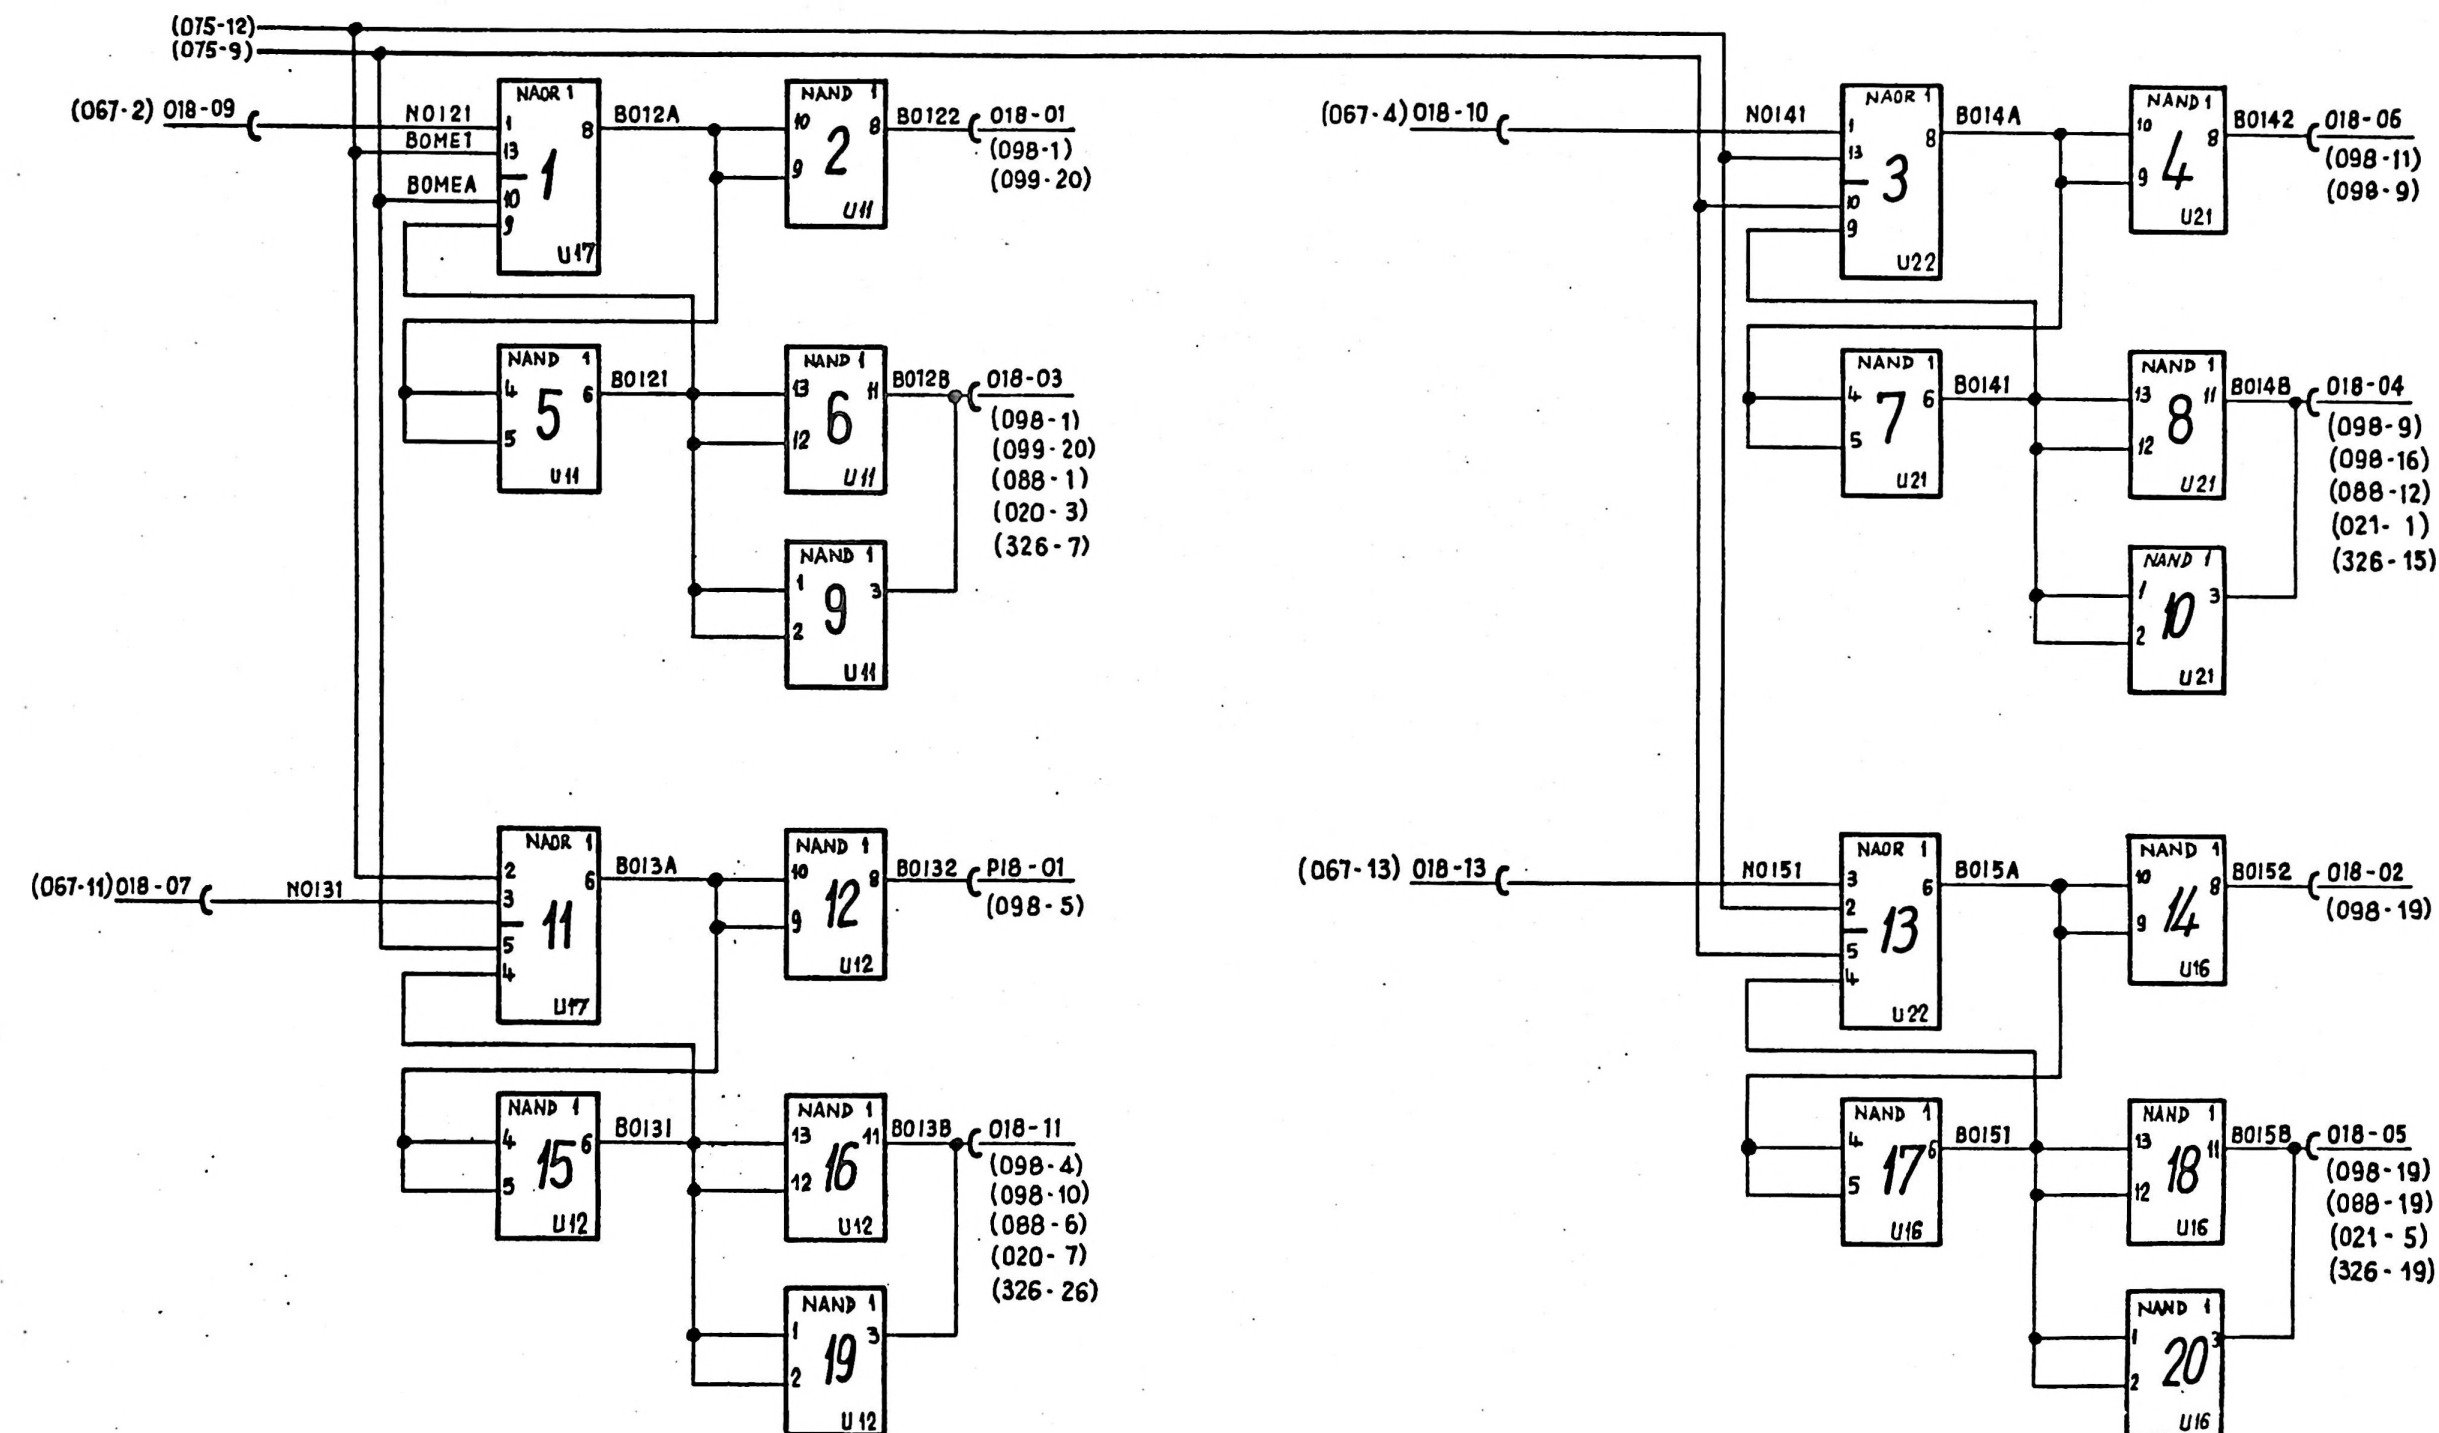 (075-12)
(075-9)
(067-2) 018-09
N0121
B0ME1
B0MEA
NAOR 1
1
13
10
9
8
1
U17
B012A
NAND 1
10
9
8
2
U11
B0122
018-01
(098-1)
(099-20)
NAND 1
4
5
6
5
U11
B0121
NAND 1
13
12
11
6
U11
B012B
018-03
(098-1)
(099-20)
(088-1)
(020-3)
(326-7)
NAND 1
1
2
3
9
U11
(067-4) 018-10
N0141
NAOR 1
1
13
10
9
8
3
U22
B014A
NAND 1
10
9
8
4
U21
B0142
018-06
(098-11)
(098-9)
NAND 1
4
5
6
7
U21
B0141
NAND 1
13
12
11
8
U21
B014B
018-04
(098-9)
(098-16)
(088-12)
(021-1)
(326-15)
NAND 1
1
2
3
10
U21
(067-11) 018-07
N0131
NAOR 1
2
3
5
4
6
11
U17
B013A
NAND 1
10
9
8
12
U12
B0132
P18-01
(098-5)
NAND 1
4
5
6
15
U12
B0131
NAND 1
13
12
11
16
U12
B013B
018-11
(098-4)
(098-10)
(088-6)
(020-7)
(326-26)
NAND 1
1
2
3
19
U12
(067-13) 018-13
N0151
NAOR 1
3
2
5
4
6
13
U22
B015A
NAND 1
10
9
8
14
U16
B0152
018-02
(098-19)
NAND 1
4
5
6
17
U16
B0151
NAND 1
13
12
11
18
U16
B015B
018-05
(098-19)
(088-19)
(021-5)
(326-19)
NAND 1
1
2
3
20
U16